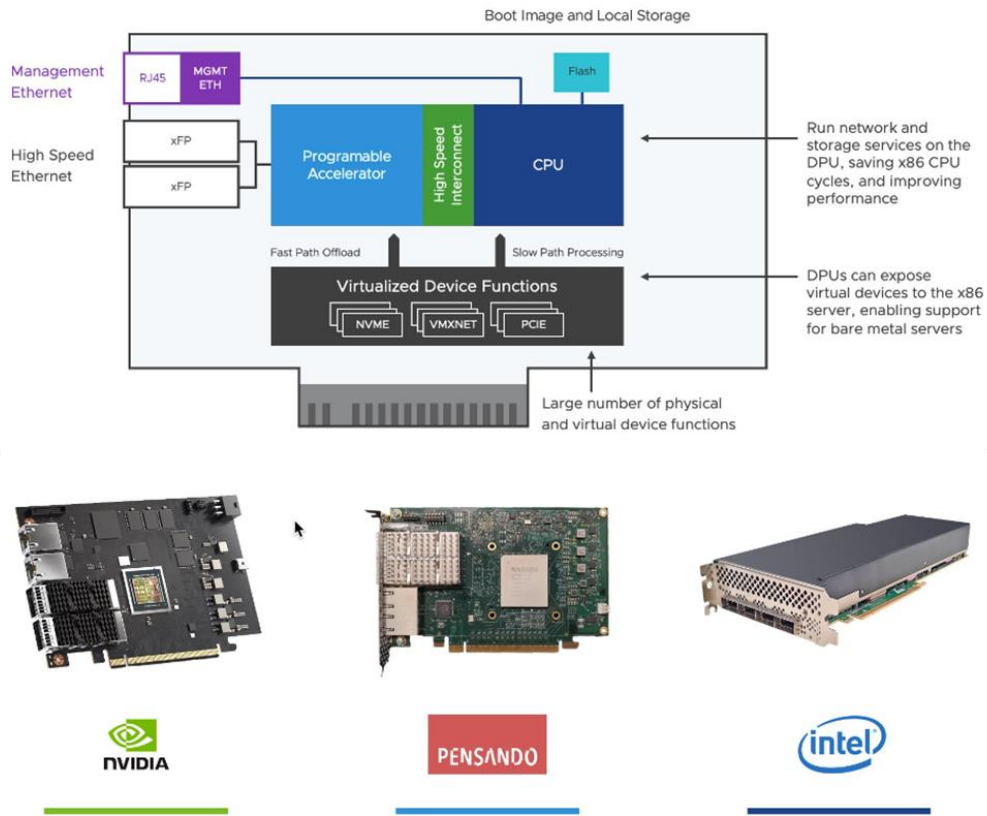 Boot Image and Local Storage
Management
Ethernet
RJ45
MGMT
ETH
Flash
High Speed
Ethernet
xFP
xFP
Programable
Accelerator
High Speed
Interconnect
CPU
Run network and
storage services on the
DPU, saving x86 CPU
cycles, and improving
performance
Fast Path Offload
Slow Path Processing
Virtualized Device Functions
NVME
VMXNET
PCIE
DPUs can expose
virtual devices to the x86
server, enabling support
for bare metal servers
Large number of physical
and virtual device functions
NVIDIA
PENSANDO
intel